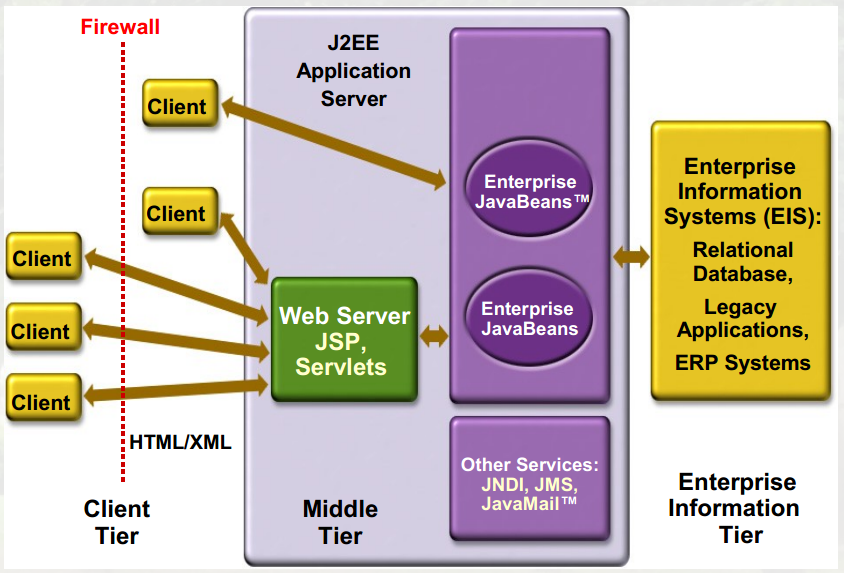 Firewall
J2EE
Application
Server
Client
Client
Client
Client
Client
Enterprise
JavaBeans™
Enterprise
JavaBeans
Web Server
JSP,
Servlets
Enterprise
Information
Systems (EIS):
Relational
Database,
Legacy
Applications,
ERP Systems
HTML/XML
Other Services:
JNDI, JMS,
JavaMail™
Client
Tier
Middle
Tier
Enterprise
Information
Tier